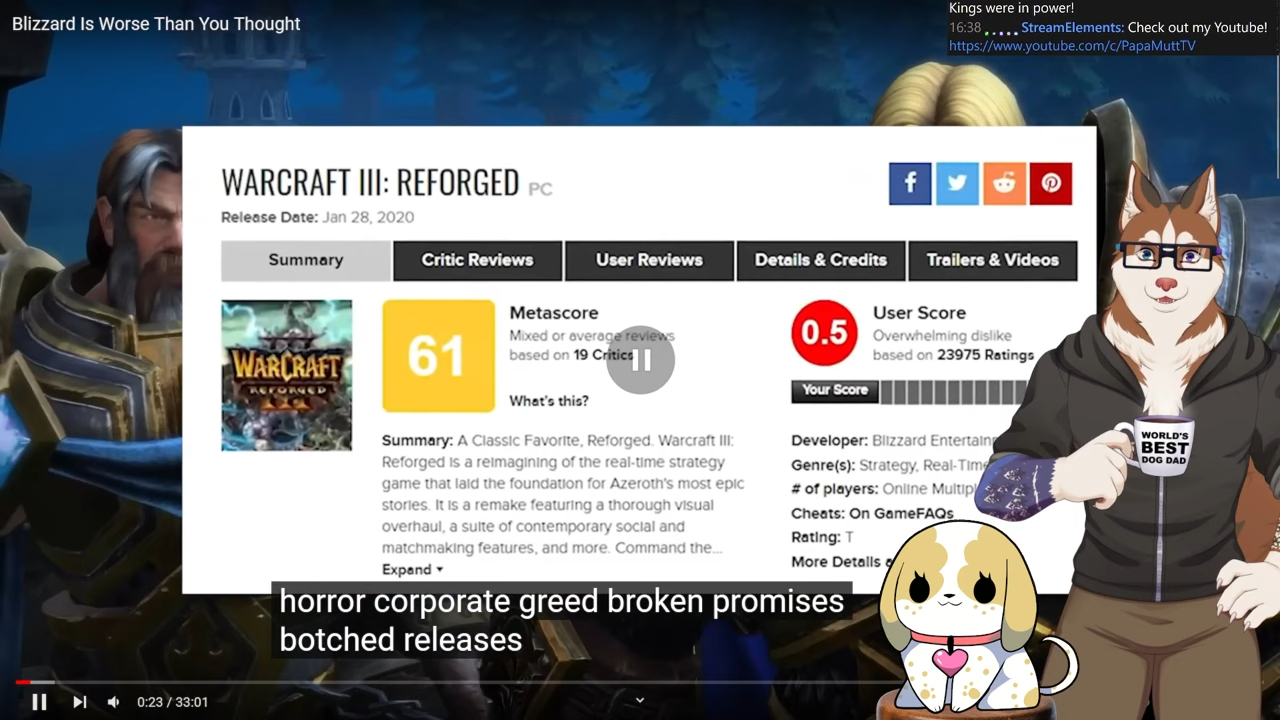 Blizzard Is Worse Than You Thought
Kings were in power!
16:38 StreamElements: Check out my Youtube!
https://www.youtube.com/c/PapaMuttTV
WARCRAFT III: REFORGED PC
Release Date: Jan 28, 2020
Summary
Critic Reviews
User Reviews
Details & Credits
Trailers & Videos
WARCRAFT
REFORGED
III
61
Metascore
Mixed or average reviews
based on 19 Critics
What's this?
0.5
User Score
Overwhelming dislike
based on 23975 Ratings
Your Score
Summary: A Classic Favorite, Reforged. Warcraft III:
Reforged is a reimagining of the real-time strategy
game that laid the foundation for Azeroth's most epic
stories. It is a remake featuring a thorough visual
overhaul, a suite of contemporary social and
matchmaking features, and more. Command the...
Expand
Developer: Blizzard Entertain
Genre(s): Strategy, Real-Time
# of players: Online Multipl
Cheats: On GameFAQs
Rating: T
More Details a
WORLD'S
BEST
DOG DAD
horror corporate greed broken promises
botched releases
0:23 / 33:01